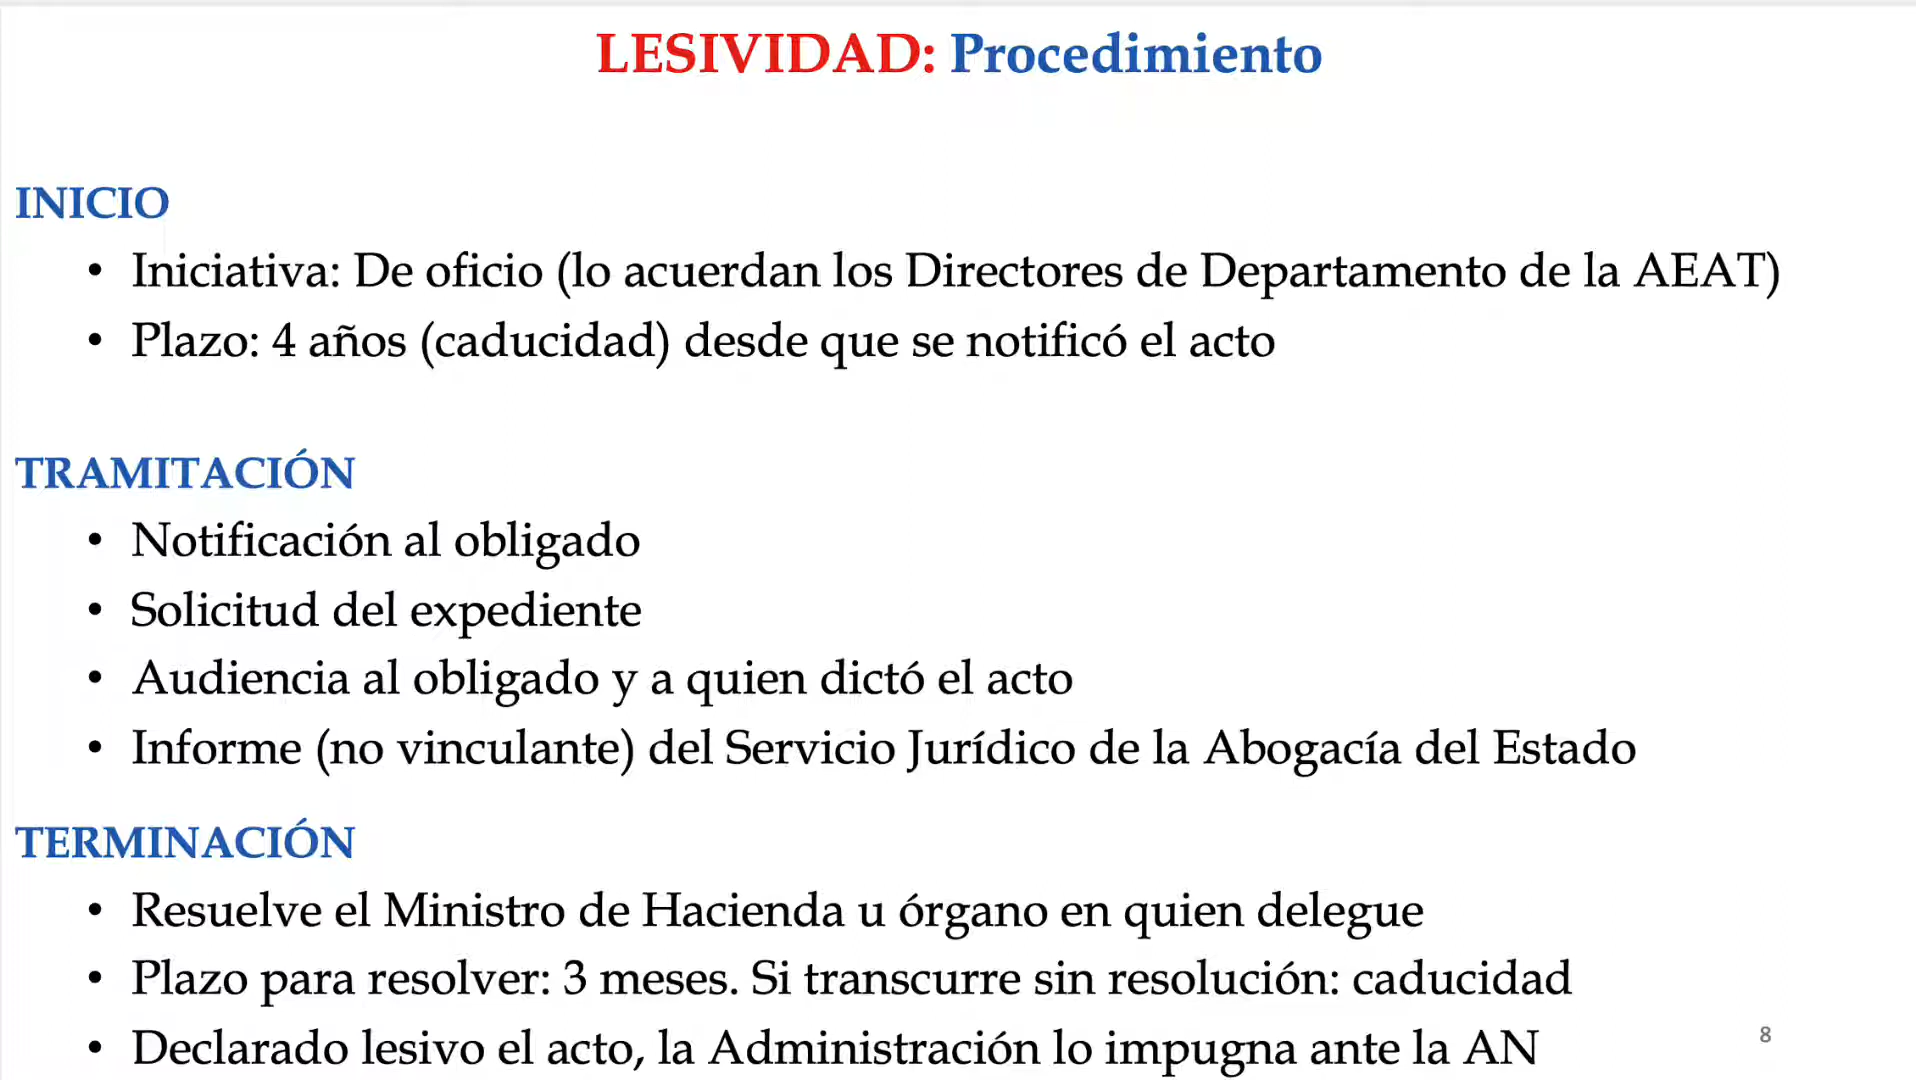 LESIVIDAD: Procedimiento
INICIO
• Iniciativa: De oficio (lo acuerdan los Directores de Departamento de la AEAT)
• Plazo: 4 años (caducidad) desde que se notificó el acto
TRAMITACIÓN
• Notificación al obligado
• Solicitud del expediente
• Audiencia al obligado y a quien dictó el acto
• Informe (no vinculante) del Servicio Jurídico de la Abogacía del Estado
TERMINACIÓN
• Resuelve el Ministro de Hacienda u órgano en quien delegue
• Plazo para resolver: 3 meses. Si transcurre sin resolución: caducidad
• Declarado lesivo el acto, la Administración lo impugna ante la AN
8